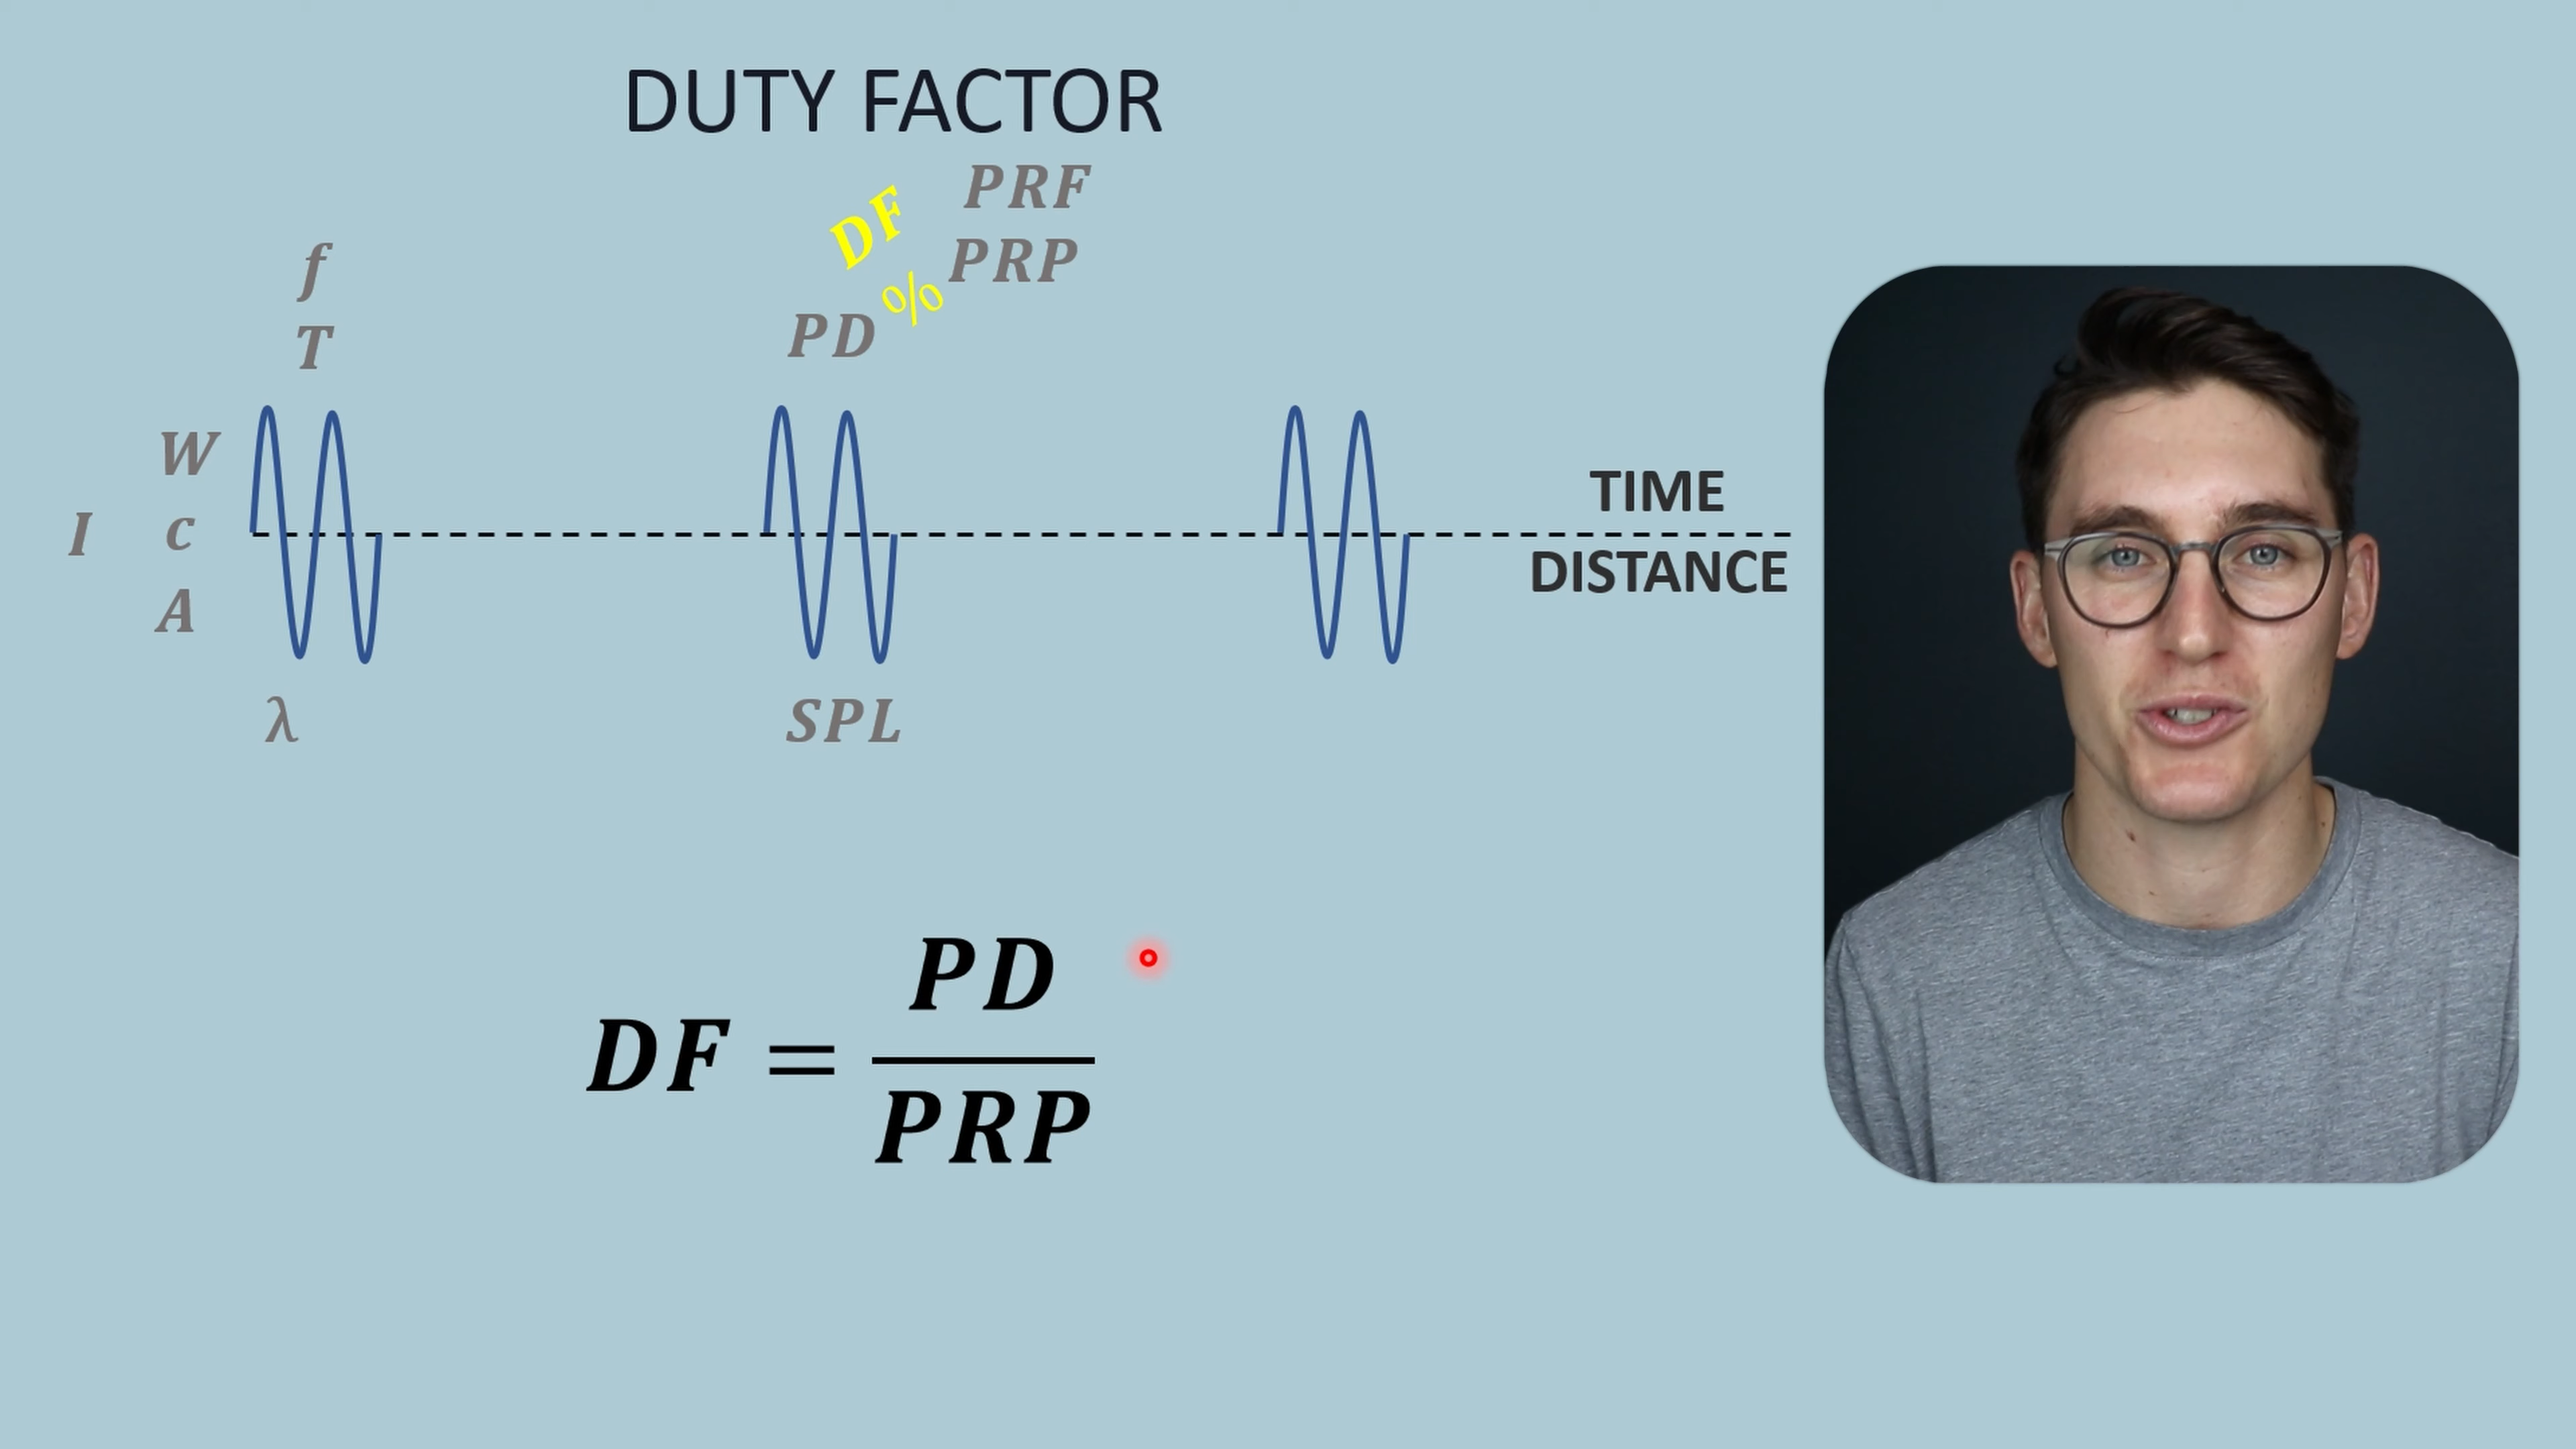 DUTY FACTOR
PRF
DF
PRP
%
PD
f
T
W
I
c
A
λ
SPL
TIME
DISTANCE
DF = PD / PRP